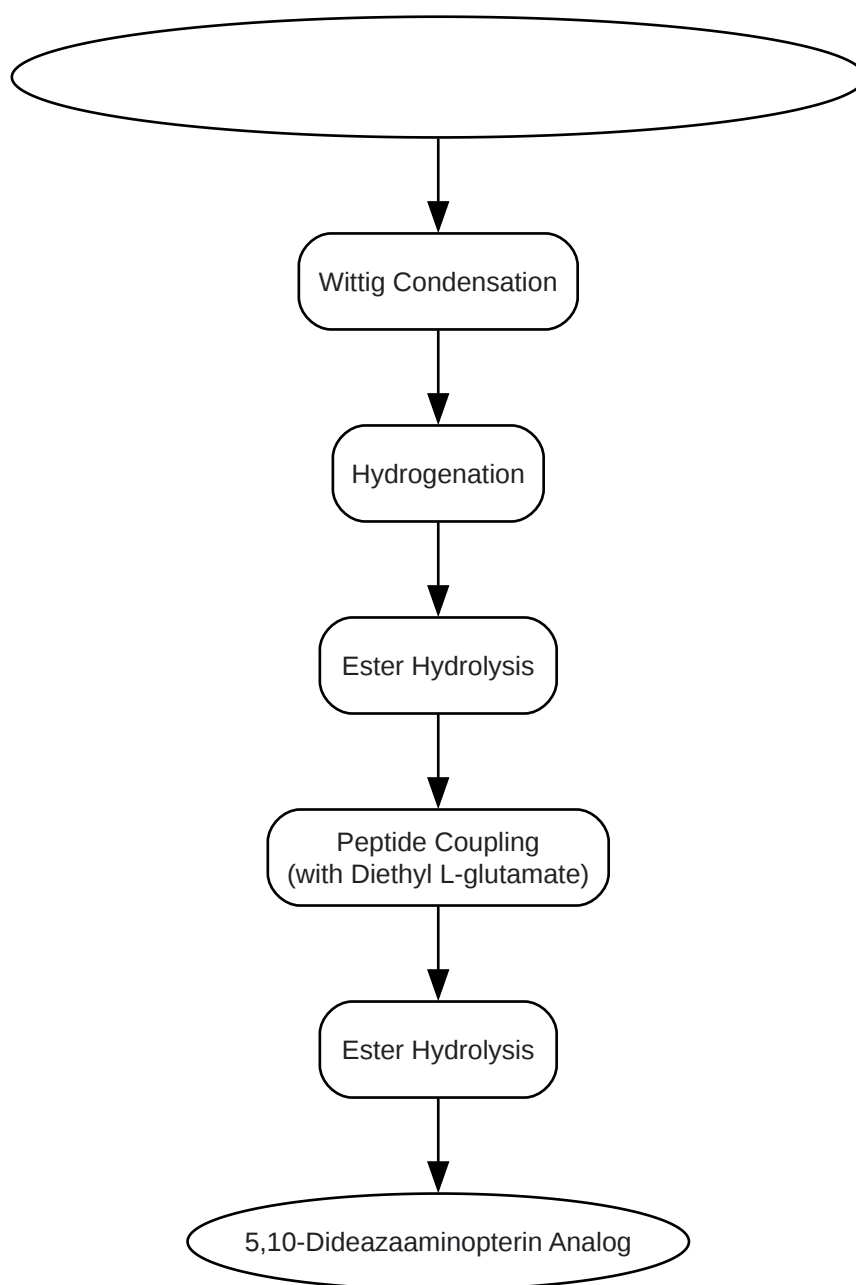 Wittig Condensation
Hydrogenation
Ester Hydrolysis
Peptide Coupling
(with Diethyl L-glutamate)
Ester Hydrolysis
5,10-Dideazaaminopterin Analog